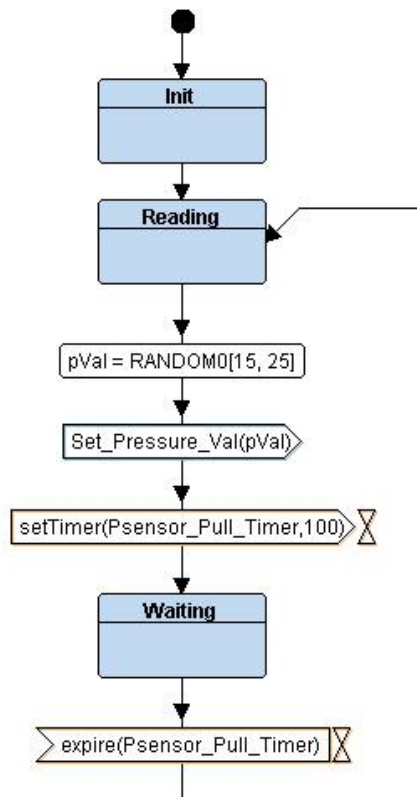 Init
Reading
pVal = RANDOM0[15, 25]
Set_Pressure_Val(pVal)
setTimer(Psensor_Pull_Timer,100)
Waiting
expire(Psensor_Pull_Timer)